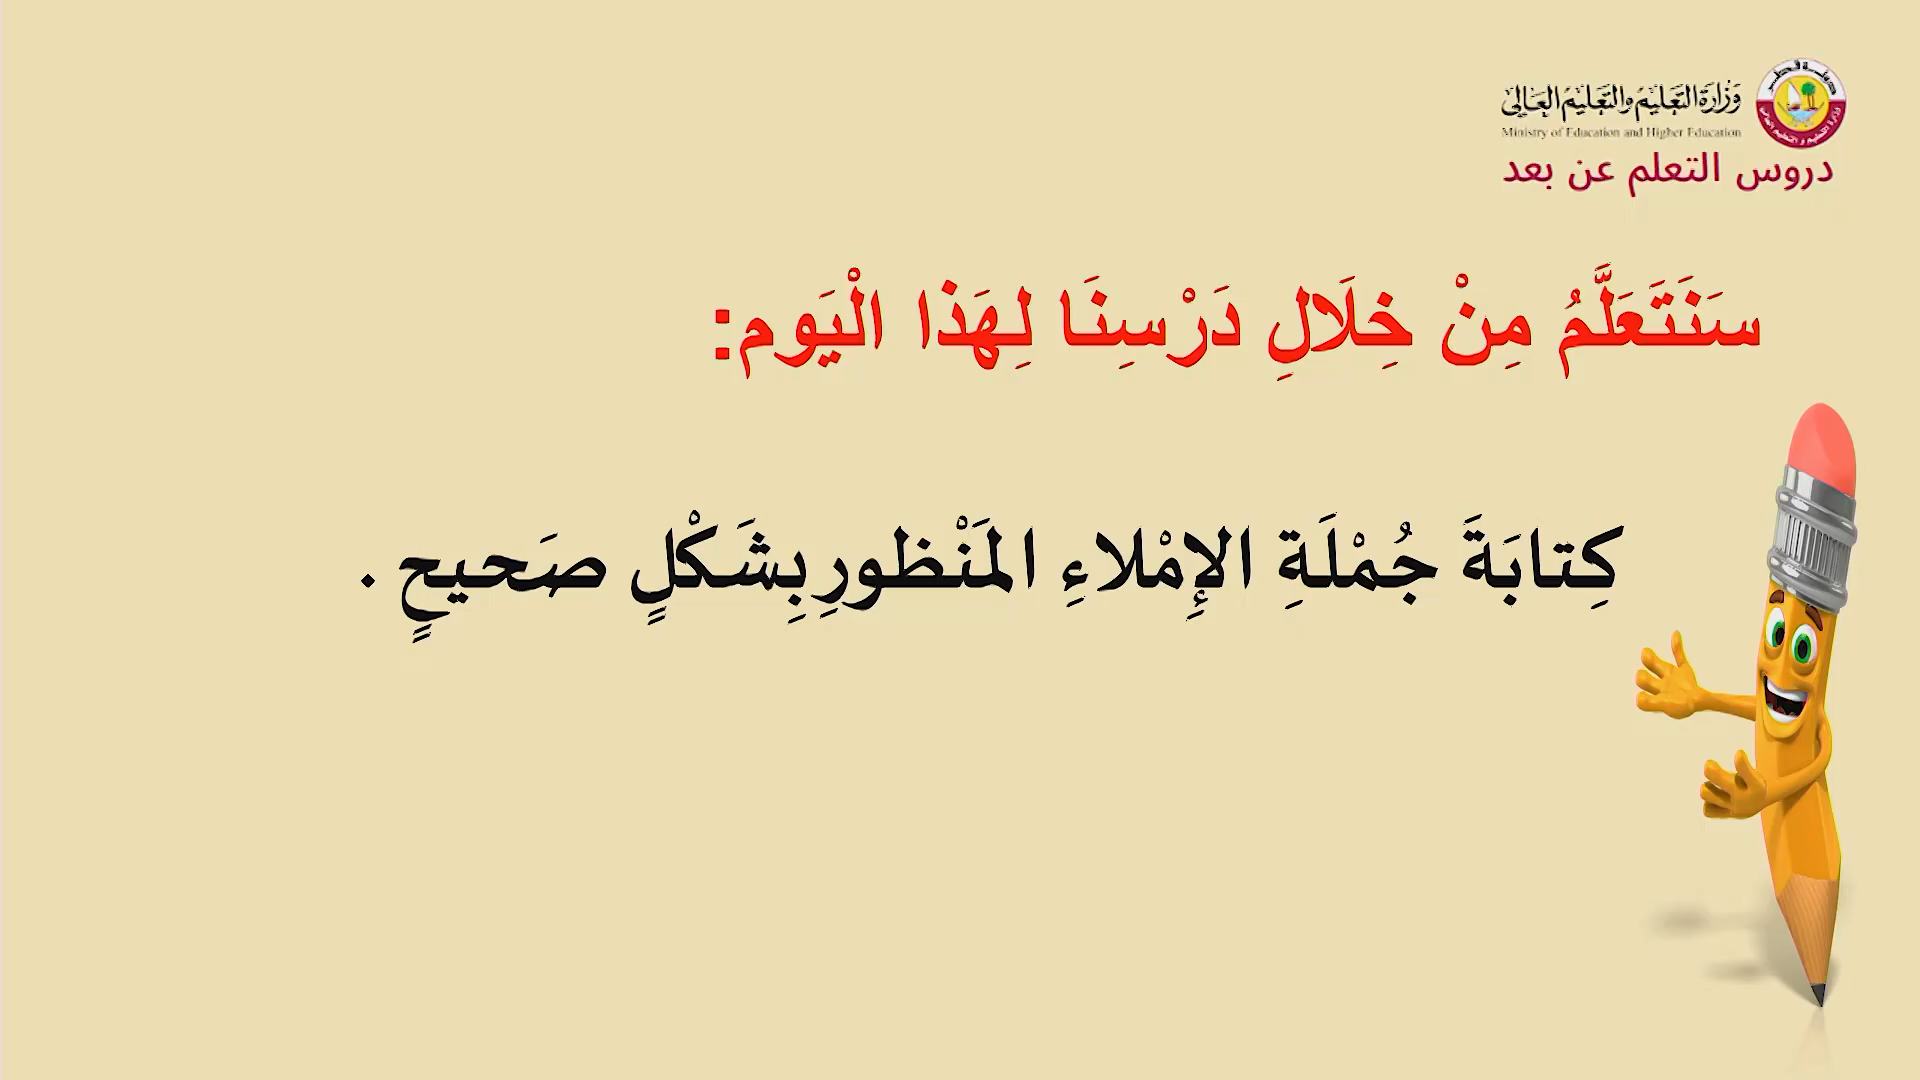 وزارة التعليم والتعليم العالي
Ministry of Education and Higher Education
دروس التعلم عن بعد
سَنَتَعَلَّمُ مِنْ خِلَالِ دَرْسِنَا لِهَذا الْيَوم:
كِتابَةَ جُمْلَةِ الإِمْلاءِ المَنْظورِ بِشَكْلٍ صَحيحٍ .